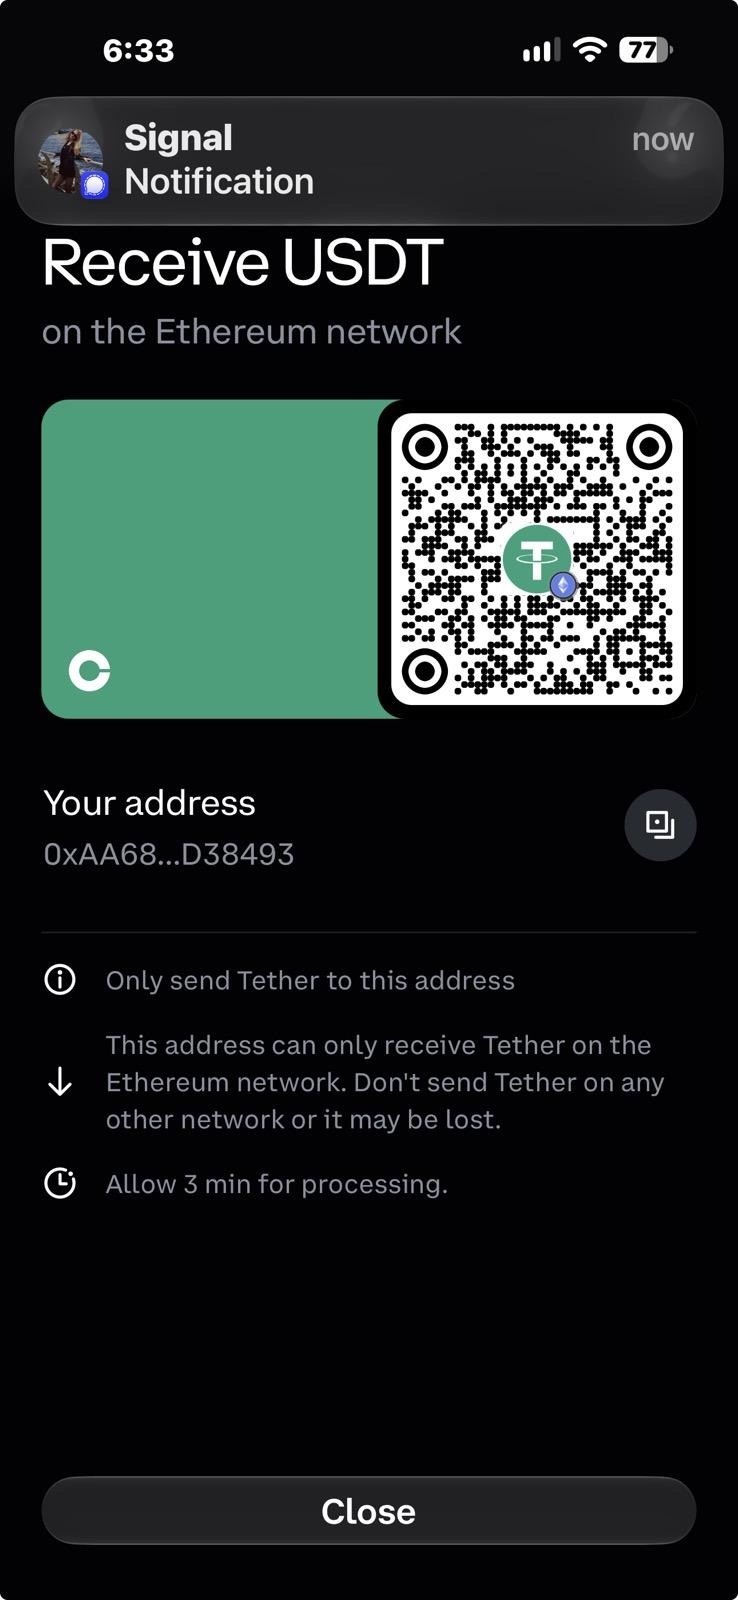 6:33
77
Signal
now
Notification
Receive USDT
on the Ethereum network
Your address
0xAA68...D38493
Only send Tether to this address
This address can only receive Tether on the
Ethereum network. Don't send Tether on any
other network or it may be lost.
Allow 3 min for processing.
Close